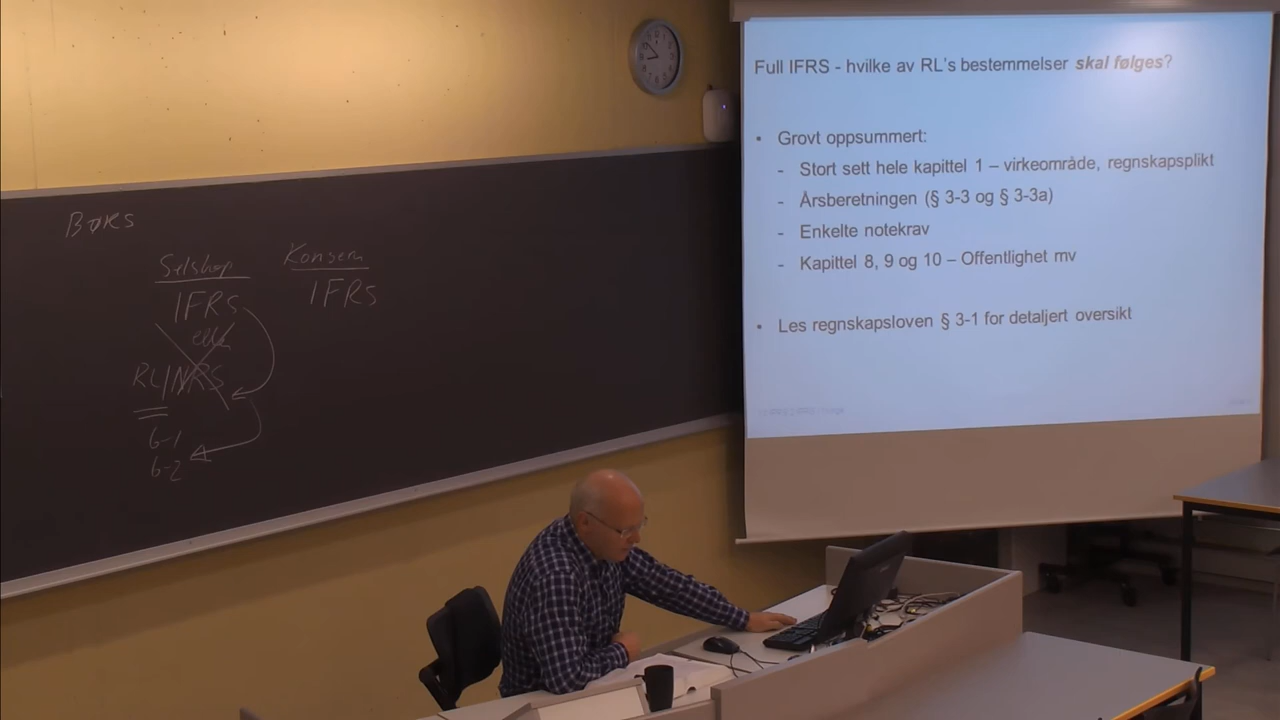 BØRS
Selskap Konsern
IFRS IFRS
RL/NRS
6-1
6-2
Full IFRS - hvilke av RL's bestemmelser skal følges?
• Grovt oppsummert:
- Stort sett hele kapittel 1 – virkeområde, regnskapsplikt
- Årsberetningen (§ 3-3 og § 3-3a)
- Enkelte notekrav
- Kapittel 8, 9 og 10 – Offentlighet mv
• Les regnskapsloven § 3-1 for detaljert oversikt